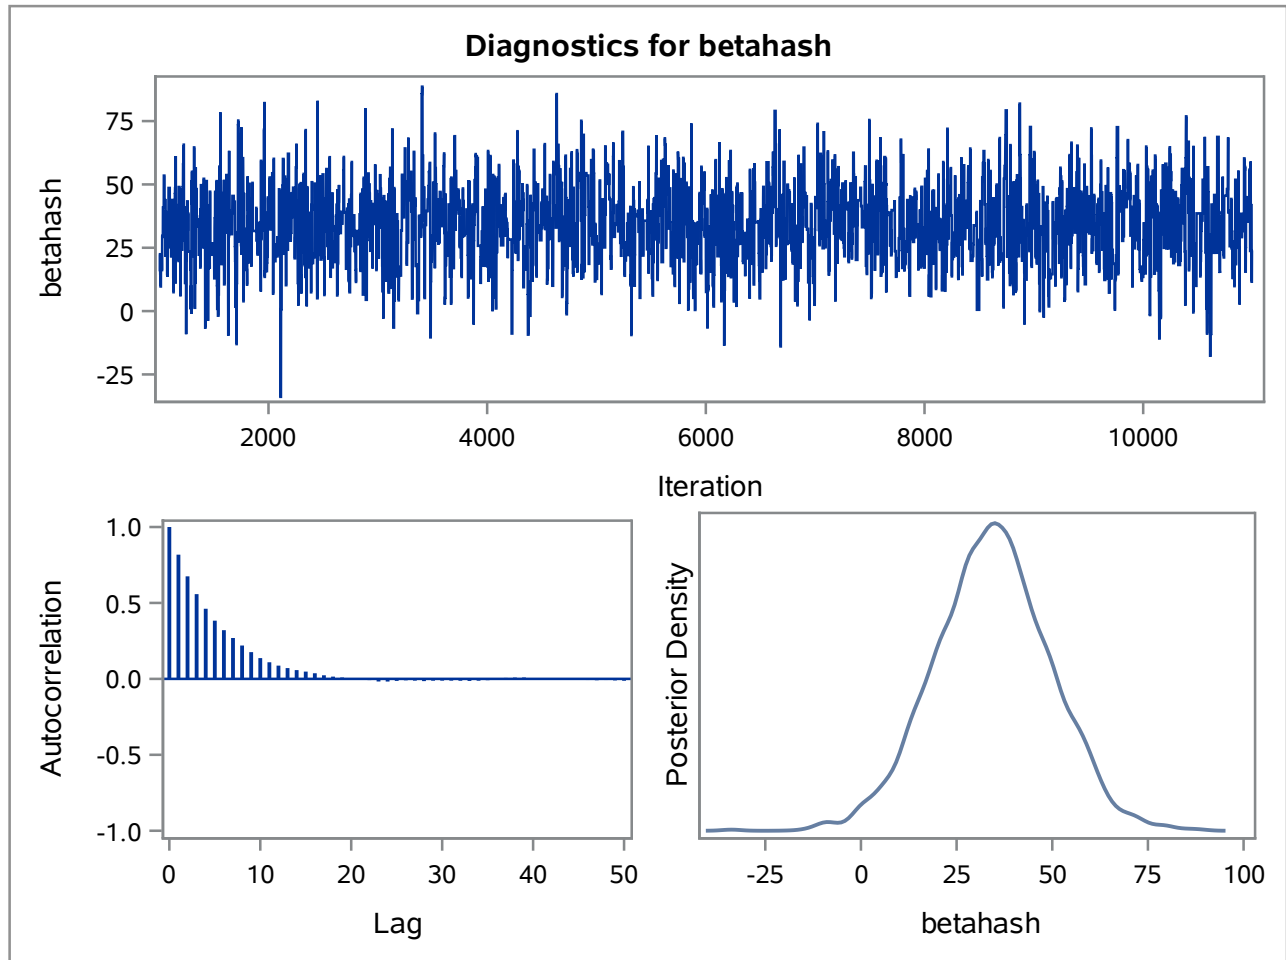 Diagnostics for betahash
betahash
75
50
25
0
-25
2000 4000 6000 8000 10000
Iteration
Autocorrelation
1.0
0.5
0.0
-0.5
-1.0
0 10 20 30 40 50
Lag
Posterior Density
-25 0 25 50 75 100
betahash